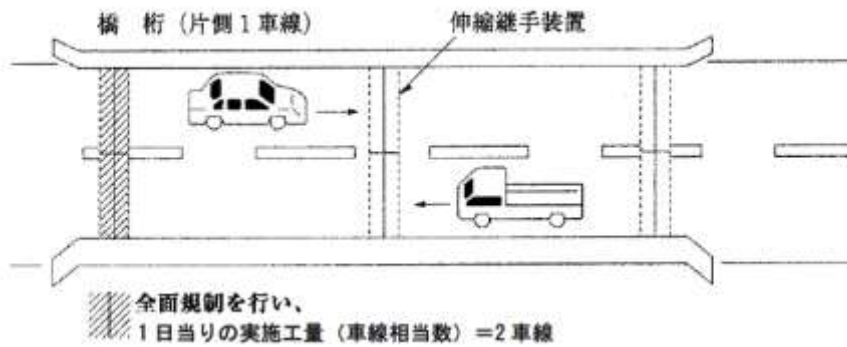 橋 桁（片側１車線）
伸縮継手装置
全面規制を行い、
１日当りの実施工量（車線相当数）＝2車線